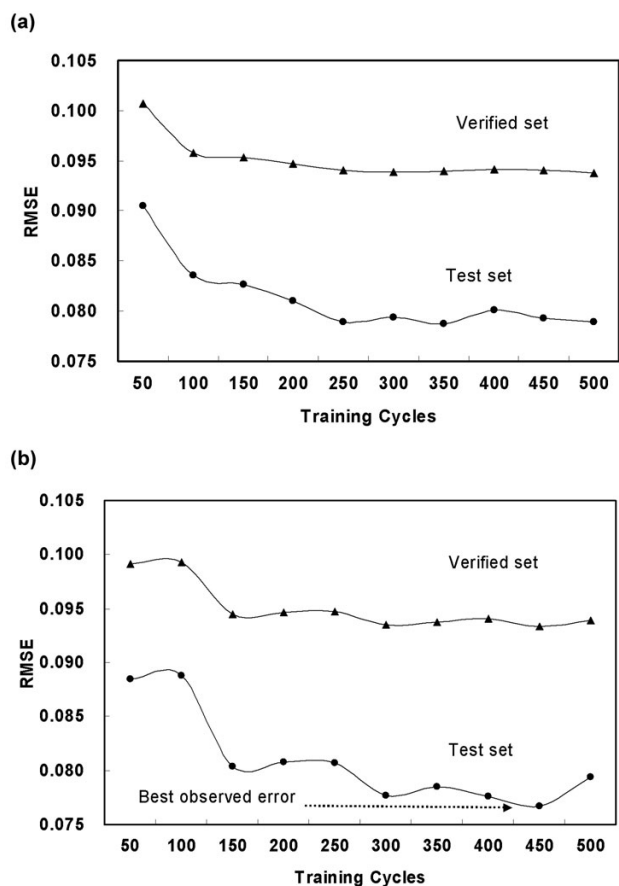 (a)
0.105
0.100
0.095
0.090
0.085
0.080
0.075
RMSE
Verified set
Test set
50 100 150 200 250 300 350 400 450 500
Training Cycles
(b)
0.105
0.100
0.095
0.090
0.085
0.080
0.075
RMSE
Verified set
Test set
Best observed error
50 100 150 200 250 300 350 400 450 500
Training Cycles